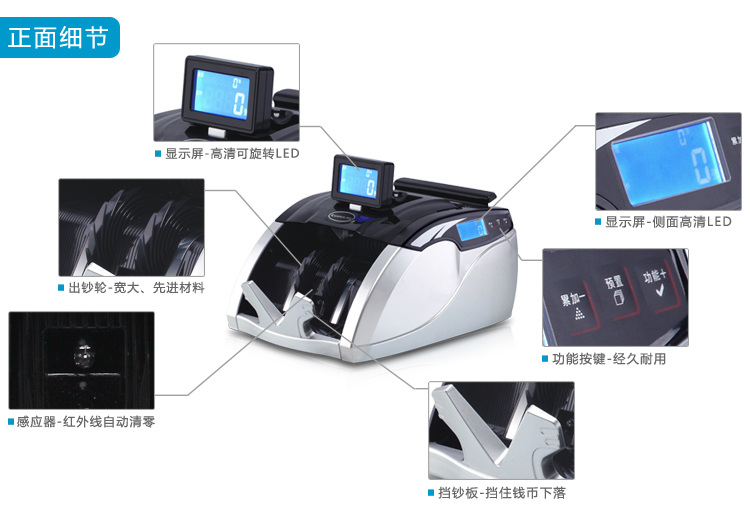 正面细节
显示屏-高清可旋转LED
显示屏-侧面高清LED
出钞轮-宽大、先进材料
累加-
预置
功能+
功能按键-经久耐用
感应器-红外线自动清零
挡钞板-挡住钱币下落